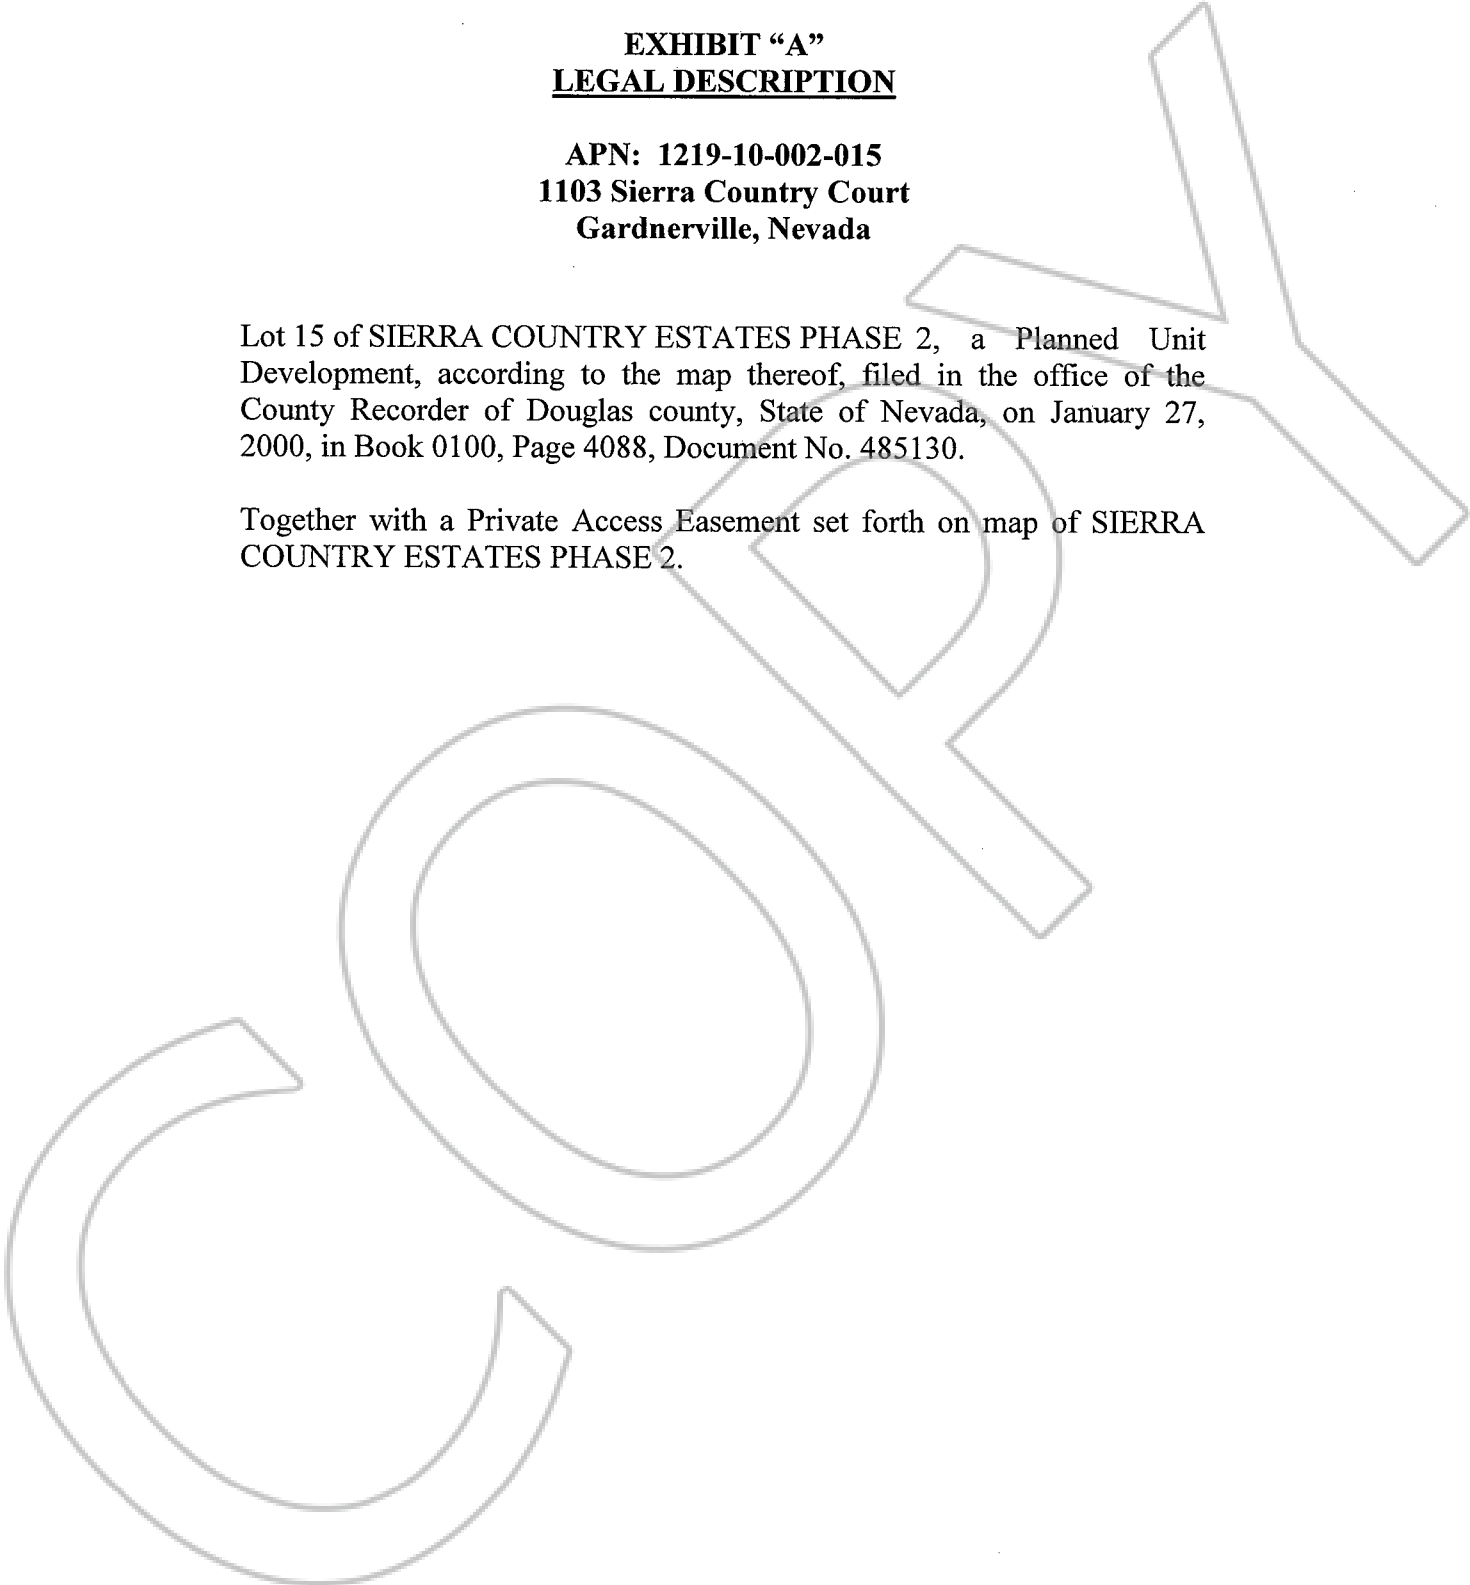 EXHIBIT “A”
LEGAL DESCRIPTION
APN: 1219-10-002-015
1103 Sierra Country Court
Gardnerville, Nevada
Lot 15 of SIERRA COUNTRY ESTATES PHASE 2, a Planned Unit
Development, according to the map thereof, filed in the office of the
County Recorder of Douglas county, State of Nevada, on January 27,
2000, in Book 0100, Page 4088, Document No. 485130.
Together with a Private Access Easement set forth on map of SIERRA
COUNTRY ESTATES PHASE 2.
COPY